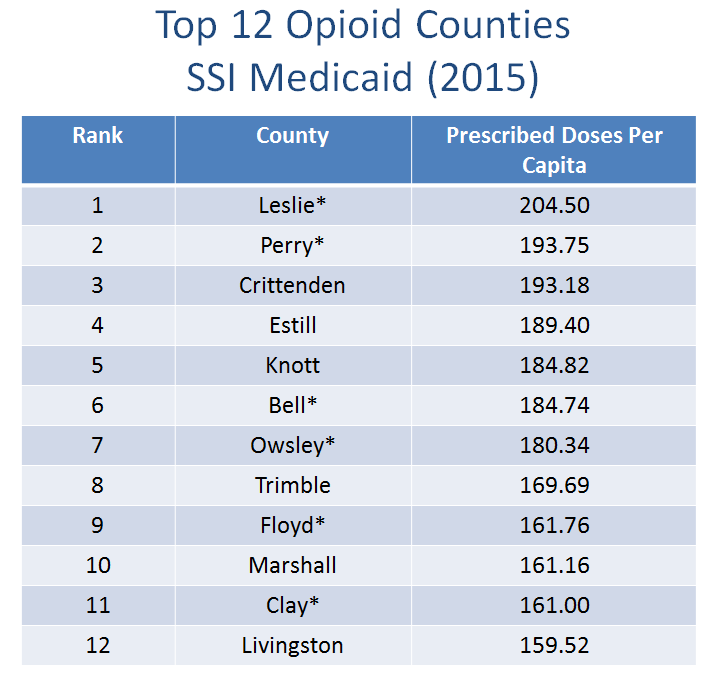 Top 12 Opioid Counties
SSI Medicaid (2015)
Rank County Prescribed Doses Per
Capita
1 Leslie* 204.50
2 Perry* 193.75
3 Crittenden 193.18
4 Estill 189.40
5 Knott 184.82
6 Bell* 184.74
7 Owsley* 180.34
8 Trimble 169.69
9 Floyd* 161.76
10 Marshall 161.16
11 Clay* 161.00
12 Livingston 159.52